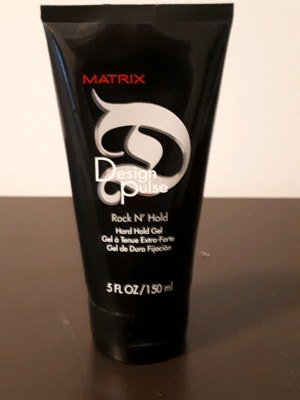 MATRIX
Design
Pulse
Rock N' Hold
Hard Hold Gel
Gel à Tenue Extra-Forte
Gel de Dura Fijación
5 FL OZ/150 ml